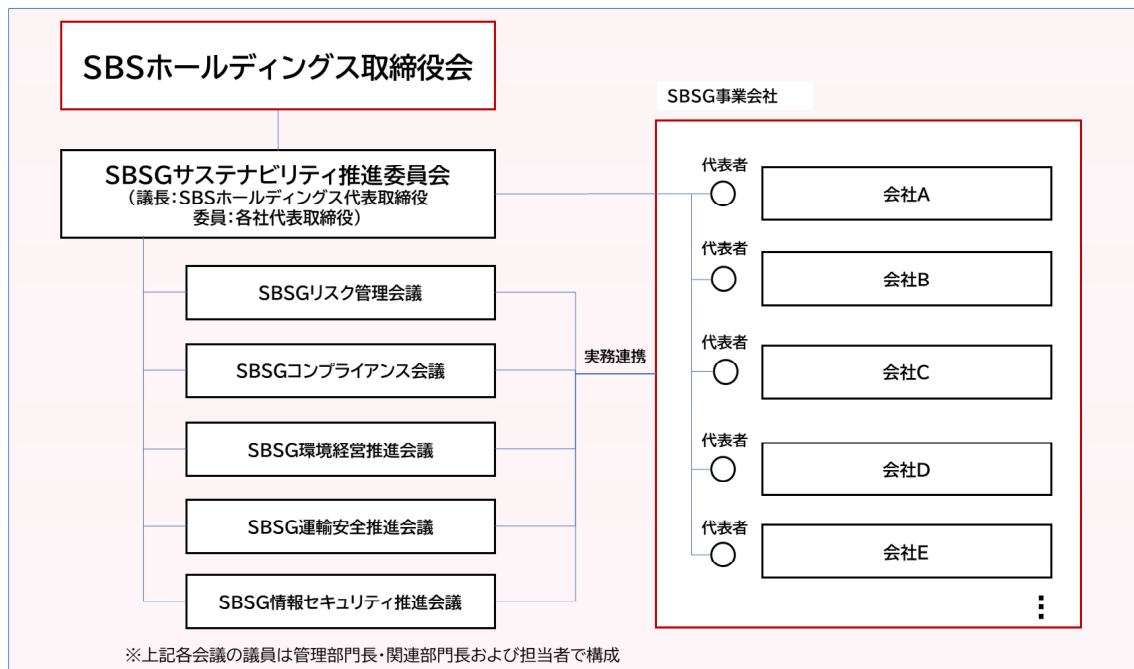 SBSホールディングス取締役会
SBSGサステナビリティ推進委員会
(議長:SBSホールディングス代表取締役
委員:各社代表取締役)
SBSGリスク管理会議
SBSGコンプライアンス会議
SBSG環境経営推進会議
SBSG運輸安全推進会議
SBSG情報セキュリティ推進会議
※上記各会議の議員は管理部門長・関連部門長および担当者で構成
実務連携
SBSG事業会社
代表者
会社A
代表者
会社B
代表者
会社C
代表者
会社D
代表者
会社E
⋮